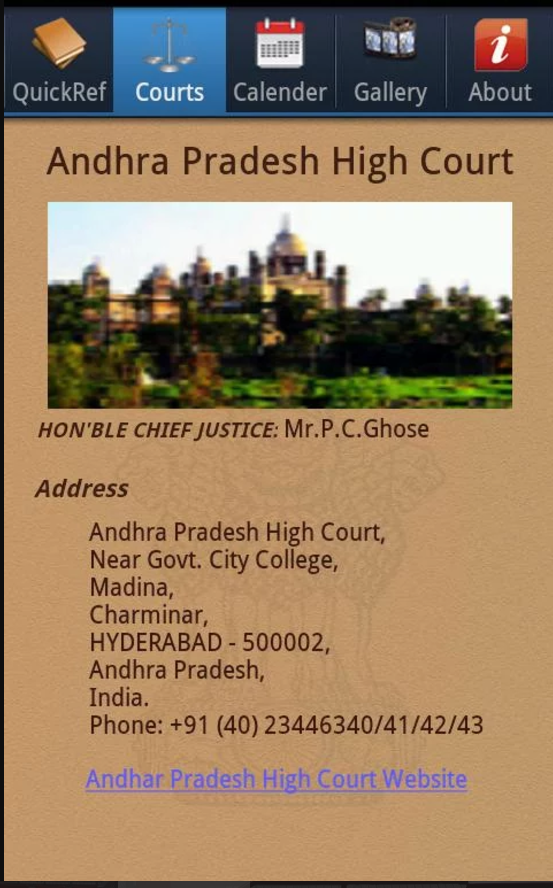 QuickRef
Courts
Calender
Gallery
About
Andhra Pradesh High Court
HON'BLE CHIEF JUSTICE: Mr.P.C.Ghose
Address
Andhra Pradesh High Court,
Near Govt. City College,
Madina,
Charminar,
HYDERABAD - 500002,
Andhra Pradesh,
India.
Phone: +91 (40) 23446340/41/42/43
Andhar Pradesh High Court Website